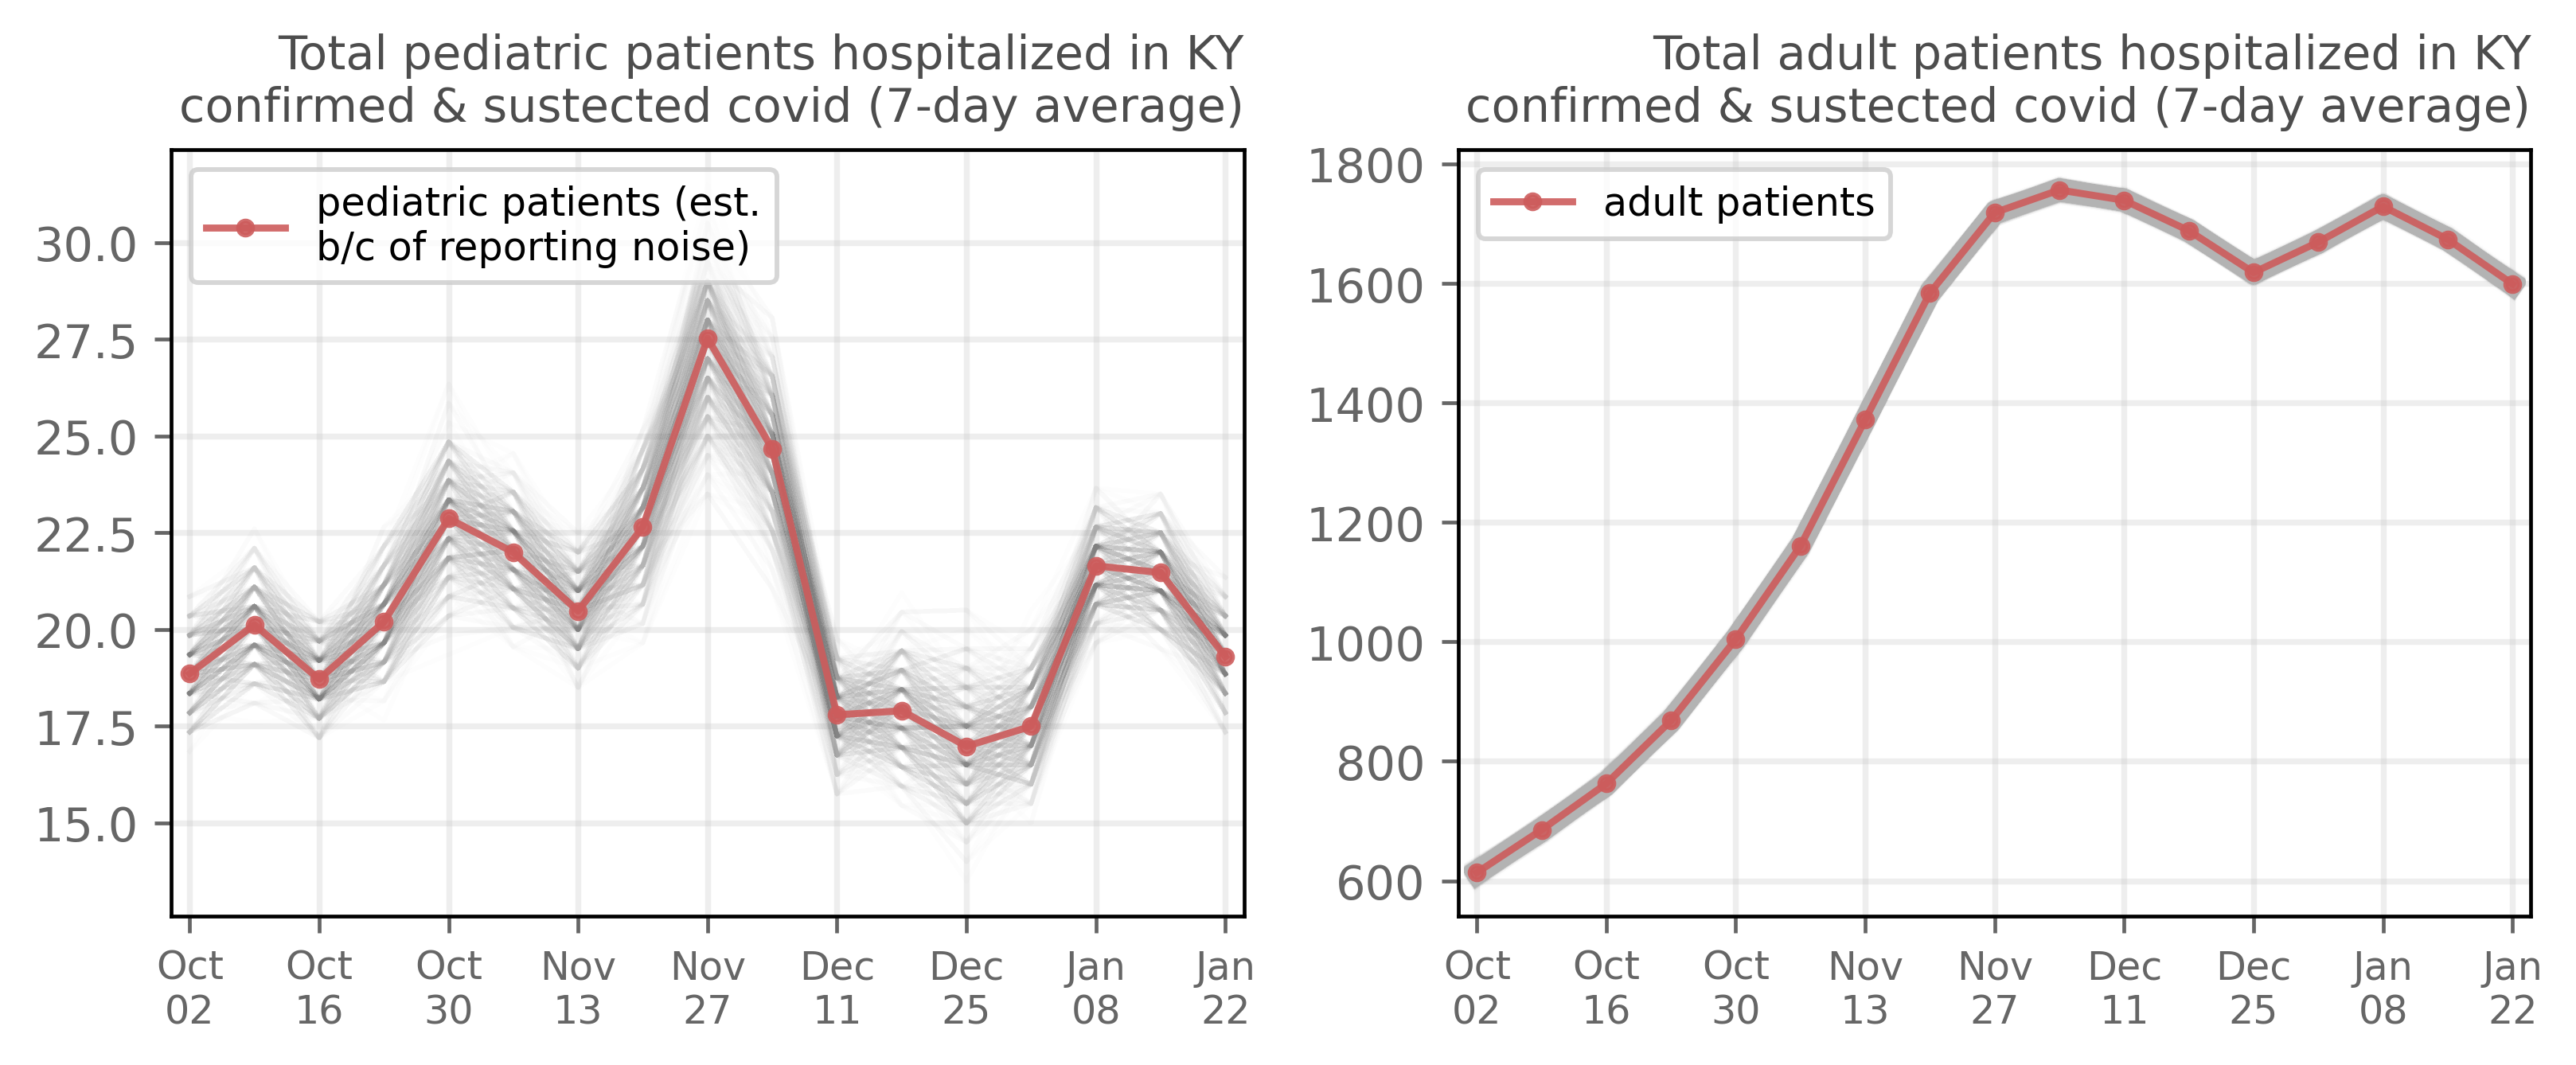 Total pediatric patients hospitalized in KY
confirmed & sustected covid (7-day average)
pediatric patients (est.
b/c of reporting noise)
30.0
27.5
25.0
22.5
20.0
17.5
15.0
Oct Oct Oct Nov Nov Dec Dec Jan Jan
02 16 30 13 27 11 25 08 22
Total adult patients hospitalized in KY
confirmed & sustected covid (7-day average)
adult patients
1800
1600
1400
1200
1000
800
600
Oct Oct Oct Nov Nov Dec Dec Jan Jan
02 16 30 13 27 11 25 08 22